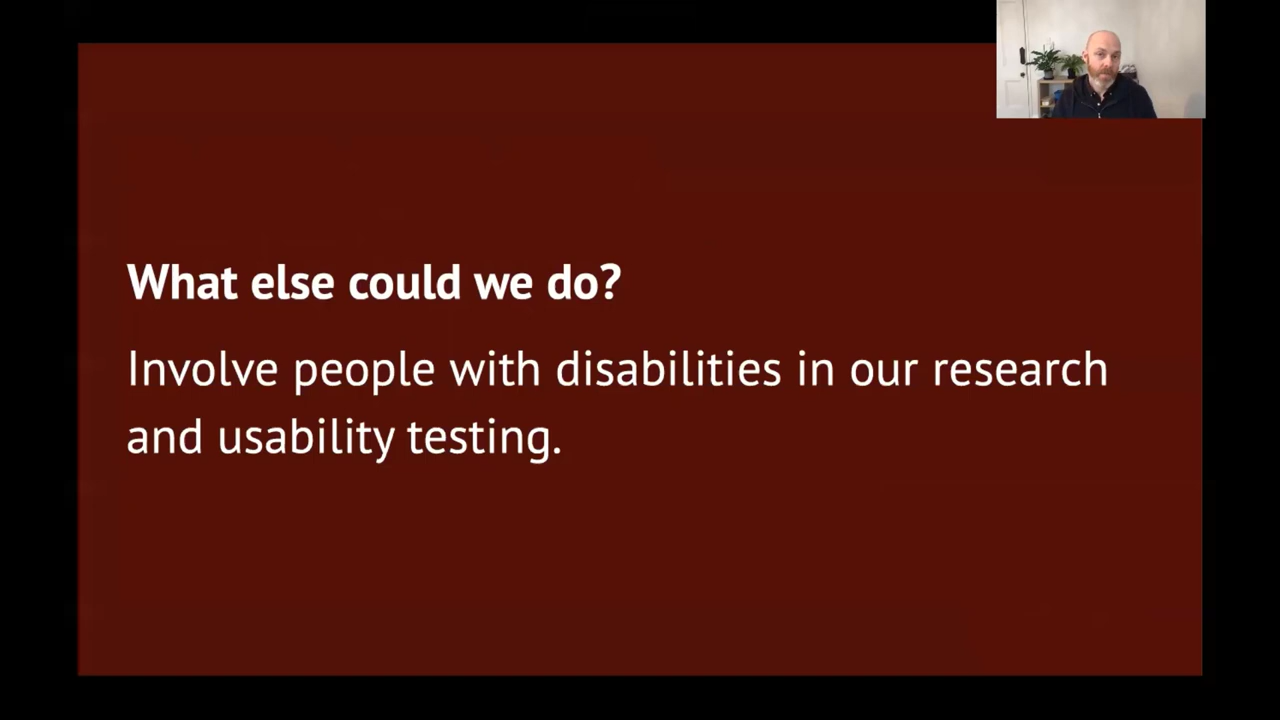 What else could we do?
Involve people with disabilities in our research
and usability testing.